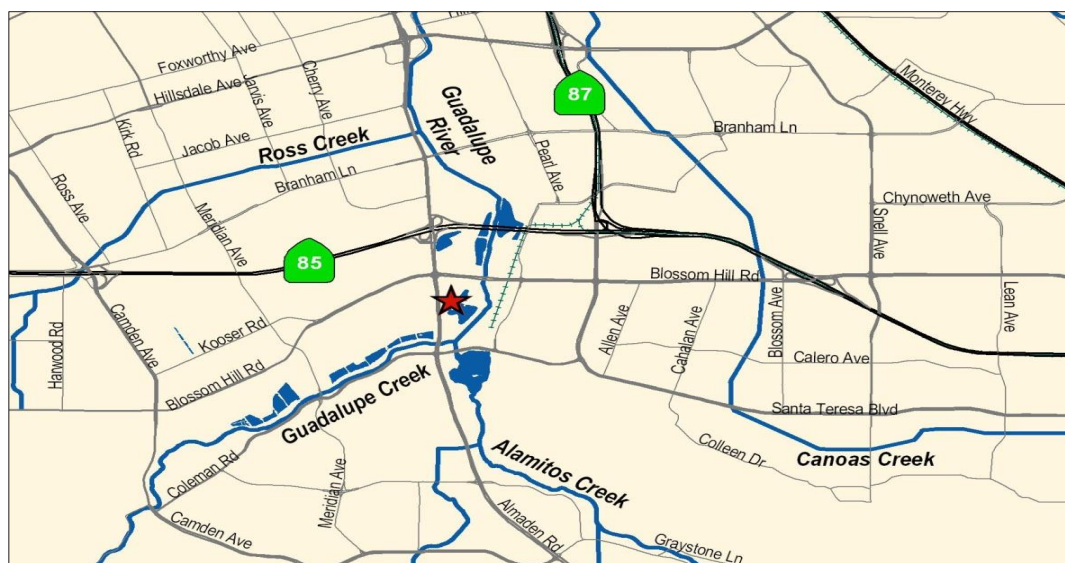 Foxworthy Ave
Hillsdale Ave
Jarvis Ave
Cherry Ave
Kirk Rd
Jacob Ave
Ross Creek
Guadalupe
River
87
Monterey Hwy
Branham Ln
Branham Ln
Pearl Ave
Ross Ave
Meridian Ave
Chynoweth Ave
Snell Ave
85
Blossom Hill Rd
Harwood Rd
Camden Ave
Kooser Rd
Allen Ave
Cahalan Ave
Blossom Ave
Lean Ave
Calero Ave
Blossom Hill Rd
Guadalupe Creek
Santa Teresa Blvd
Colleen Dr
Canoas Creek
Coleman Rd
Meridian Ave
Alamitos Creek
Camden Ave
Almaden Rd
Graystone Ln